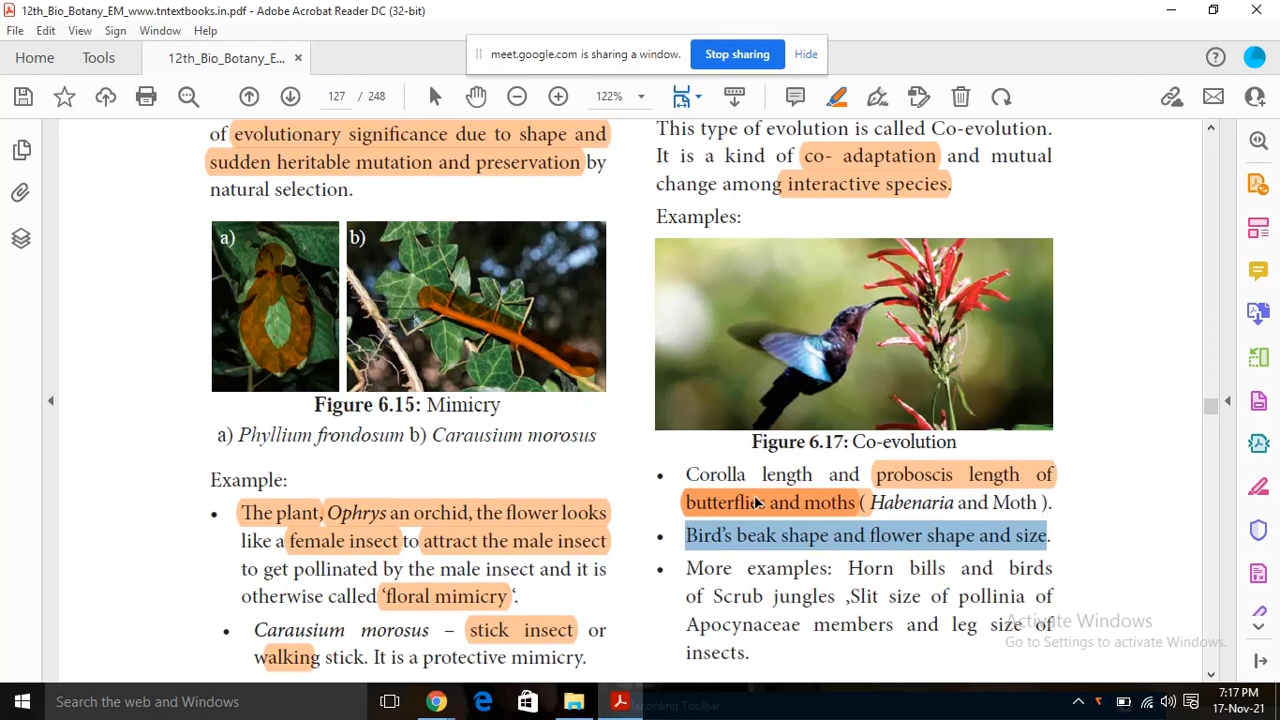 12th_Bio_Botany_EM_www.tntextbooks.in.pdf - Adobe Acrobat Reader DC (32-bit)
File Edit View Sign Window Help
Home Tools 12th_Bio_Botany_E... ×
meet.google.com is sharing a window. Stop sharing Hide
127 / 248 122%
of evolutionary significance due to shape and
sudden heritable mutation and preservation by
natural selection.
a) b)
Figure 6.15: Mimicry
a) Phyllium frondosum b) Carausium morosus
Example:
• The plant, Ophrys an orchid, the flower looks
like a female insect to attract the male insect
to get pollinated by the male insect and it is
otherwise called ‘floral mimicry ‘.
• Carausium morosus – stick insect or
walking stick. It is a protective mimicry.
This type of evolution is called Co-evolution.
It is a kind of co- adaptation and mutual
change among interactive species.
Examples:
Figure 6.17: Co-evolution
• Corolla length and proboscis length of
butterflies and moths ( Habenaria and Moth ).
• Bird’s beak shape and flower shape and size.
• More examples: Horn bills and birds
of Scrub jungles ,Slit size of pollinia of
Apocynaceae members and leg size of
insects.
Activate Windows
Go to Settings to activate Windows.
Search the web and Windows
Recording Toolbar
7:17 PM
17-Nov-21